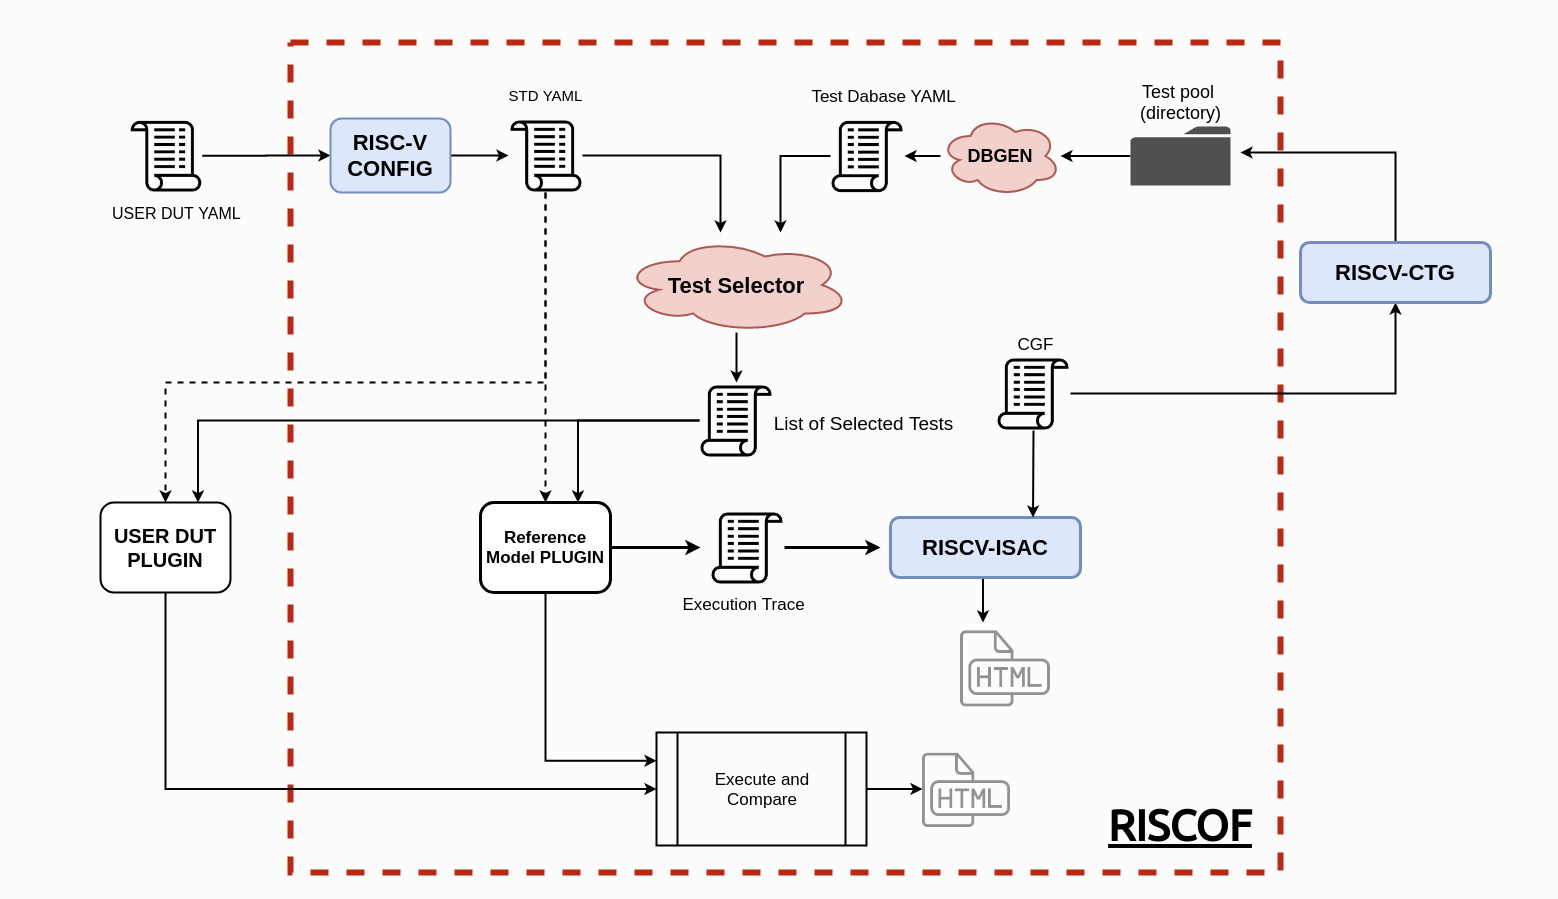 STD YAML
Test Dabase YAML
Test pool
(directory)
RISC-V
CONFIG
DBGEN
USER DUT YAML
RISCV-CTG
Test Selector
CGF
List of Selected Tests
USER DUT
PLUGIN
Reference
Model PLUGIN
RISCV-ISAC
Execution Trace
HTML
Execute and
Compare
HTML
RISCOF